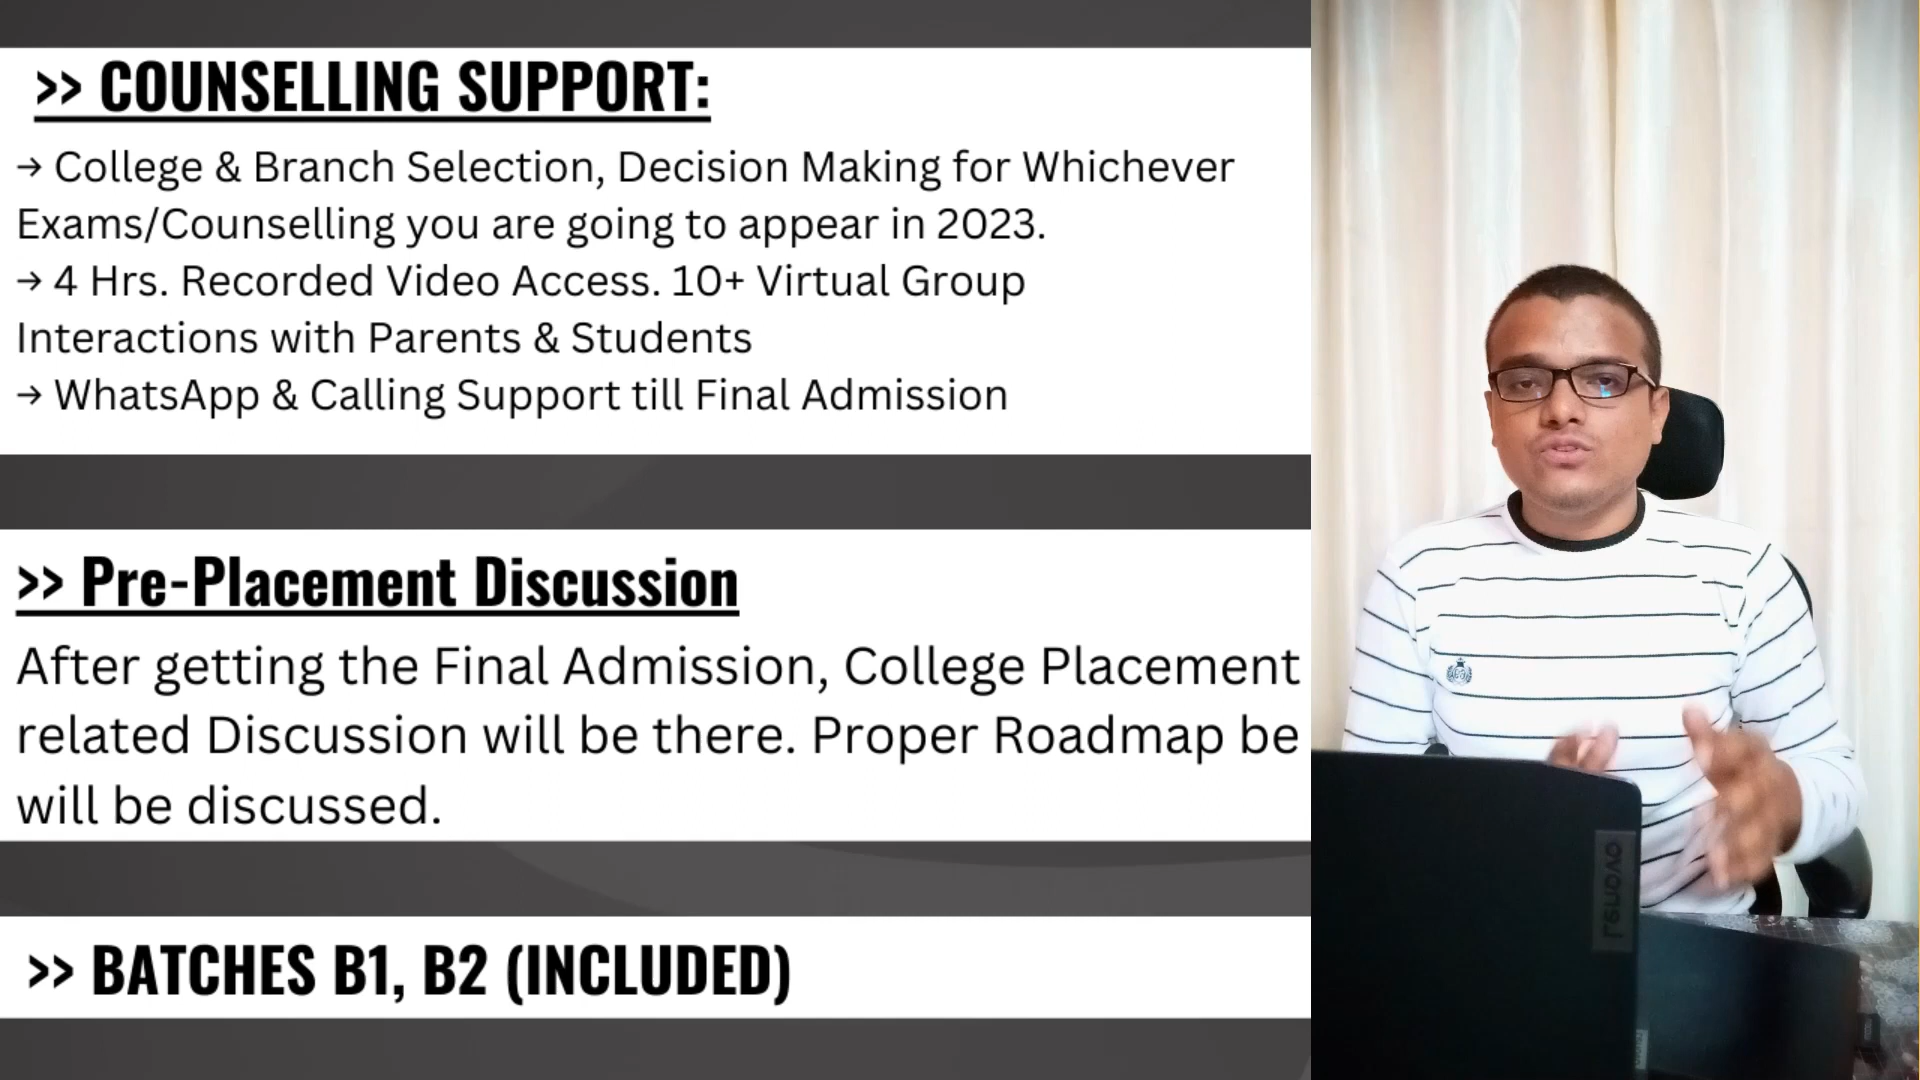 >> COUNSELLING SUPPORT:
→ College & Branch Selection, Decision Making for Whichever
Exams/Counselling you are going to appear in 2023.
→ 4 Hrs. Recorded Video Access. 10+ Virtual Group
Interactions with Parents & Students
→ WhatsApp & Calling Support till Final Admission
>> Pre-Placement Discussion
After getting the Final Admission, College Placement
related Discussion will be there. Proper Roadmap be
will be discussed.
>> BATCHES B1, B2 (INCLUDED)
Lenovo